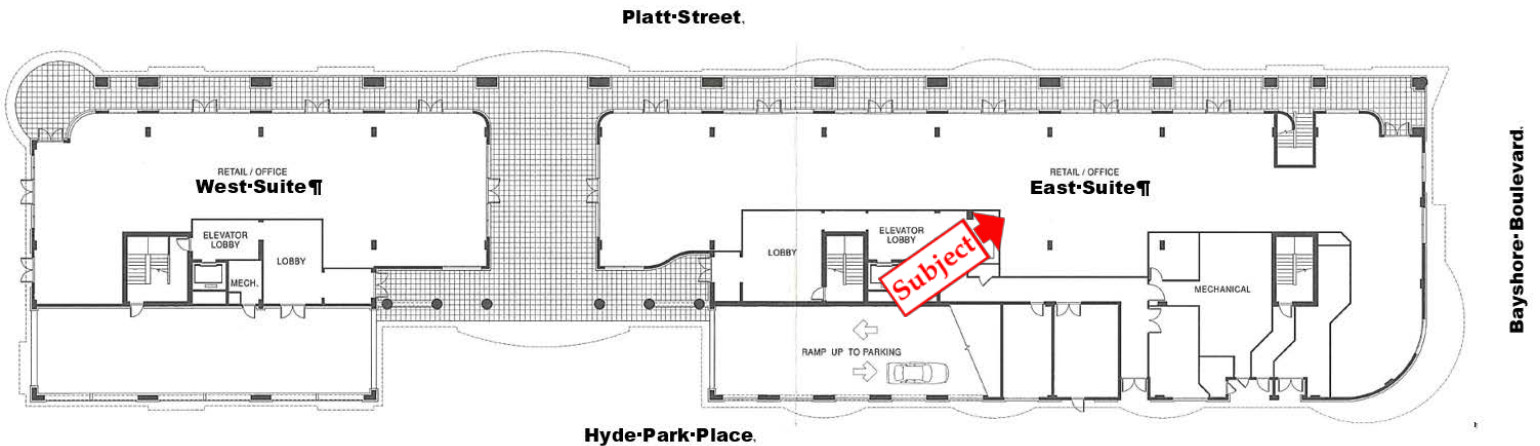 Platt·Street.
RETAIL / OFFICE
West·Suite¶
RETAIL / OFFICE
East·Suite¶
Bayshore·Boulevard.
ELEVATOR
LOBBY
LOBBY
MECH.
LOBBY
ELEVATOR
LOBBY
Subject
MECHANICAL
RAMP UP TO PARKING
Hyde·Park·Place.